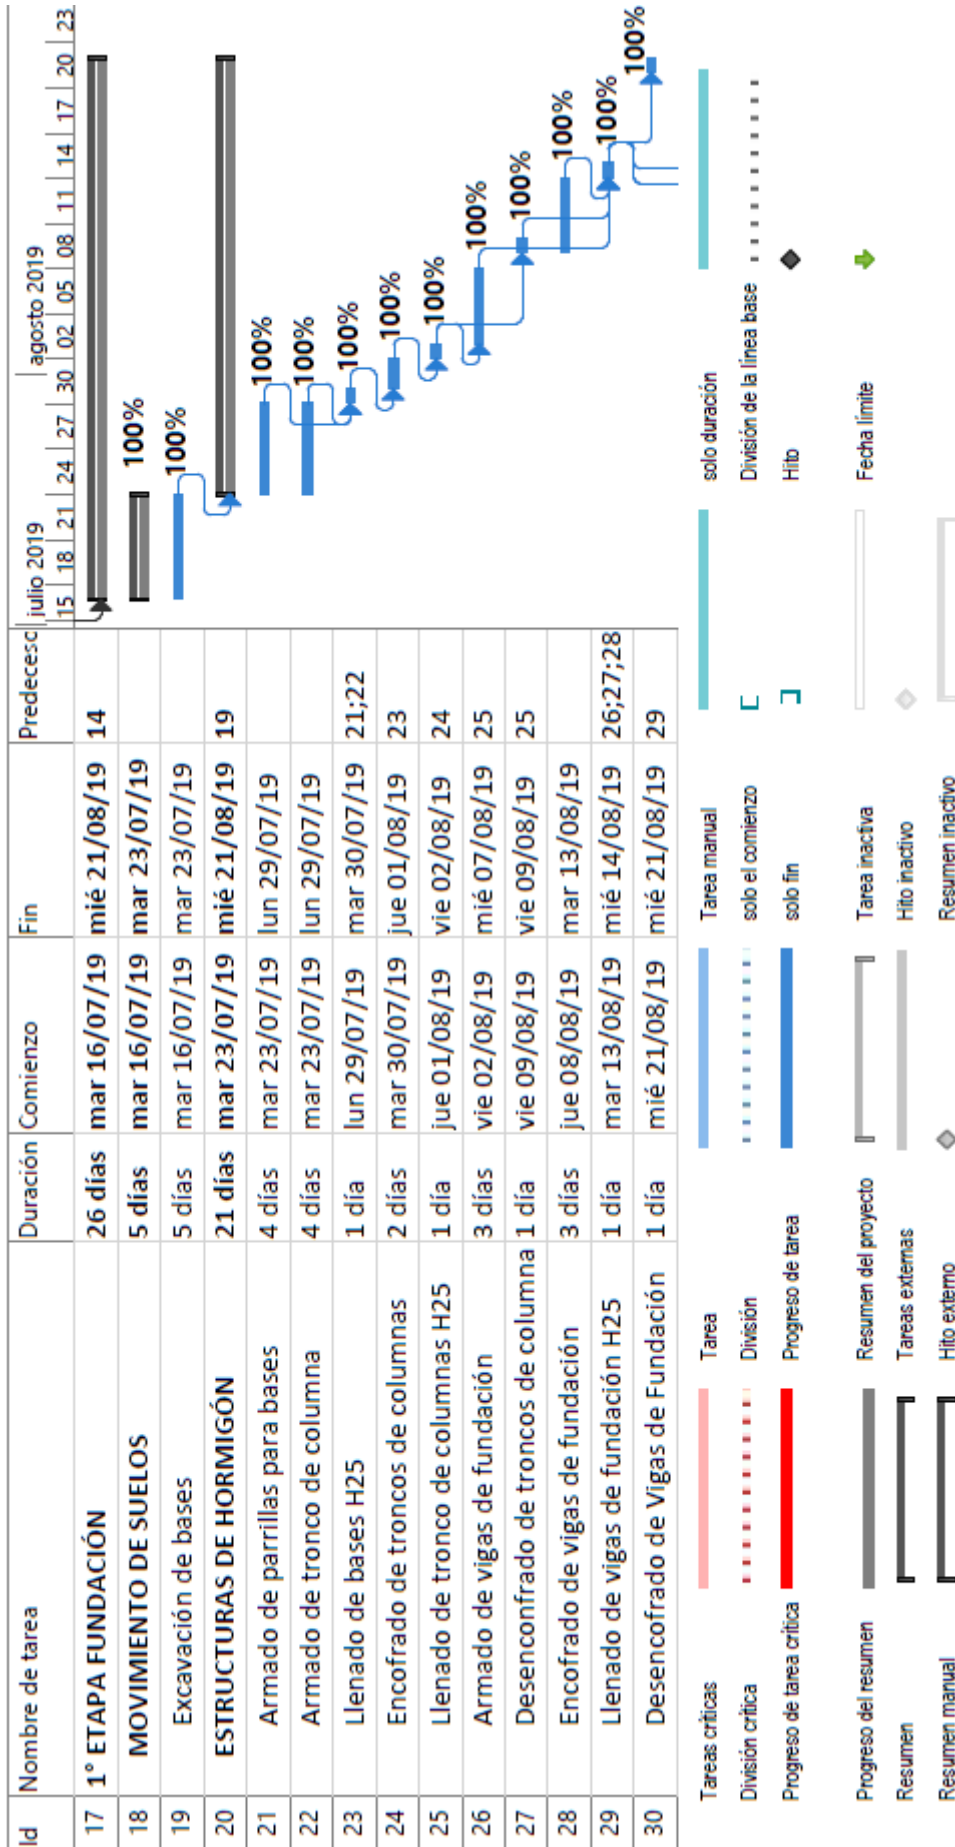 Id Nombre de tarea Duración Comienzo Fin Predecesc
julio 2019 agosto 2019
15 18 21 24 27 30 02 05 08 11 14 17 20 23
17 1° ETAPA FUNDACIÓN 26 días mar 16/07/19 mié 21/08/19 14
18 MOVIMIENTO DE SUELOS 5 días mar 16/07/19 mar 23/07/19 100%
19 Excavación de bases 5 días mar 16/07/19 mar 23/07/19 100%
20 ESTRUCTURAS DE HORMIGÓN 21 días mar 23/07/19 mié 21/08/19 19
21 Armado de parrillas para bases 4 días mar 23/07/19 lun 29/07/19 100%
22 Armado de tronco de columna 4 días mar 23/07/19 lun 29/07/19 100%
23 Llenado de bases H25 1 día lun 29/07/19 mar 30/07/19 21;22 100%
24 Encofrado de troncos de columnas 2 días mar 30/07/19 jue 01/08/19 23 100%
25 Llenado de tronco de columnas H25 1 día jue 01/08/19 vie 02/08/19 24 100%
26 Armado de vigas de fundación 3 días vie 02/08/19 mié 07/08/19 25 100%
27 Desenconfrado de troncos de columna 1 día vie 09/08/19 vie 09/08/19 25 100%
28 Encofrado de vigas de fundación 3 días jue 08/08/19 mar 13/08/19 100%
29 Llenado de vigas de fundación H25 1 día mar 13/08/19 mié 14/08/19 26;27;28 100%
30 Desencofrado de Vigas de Fundación 1 día mié 21/08/19 mié 21/08/19 29 100%
Tareas críticas Tarea Tarea manual solo duración
División crítica División solo el comienzo División de la línea base
Progreso de tarea crítica Progreso de tarea solo fin Hito
Progreso del resumen Resumen del proyecto Tarea inactiva Fecha límite
Resumen Tareas externas Hito inactivo
Resumen manual Hito externo Resumen inactivo